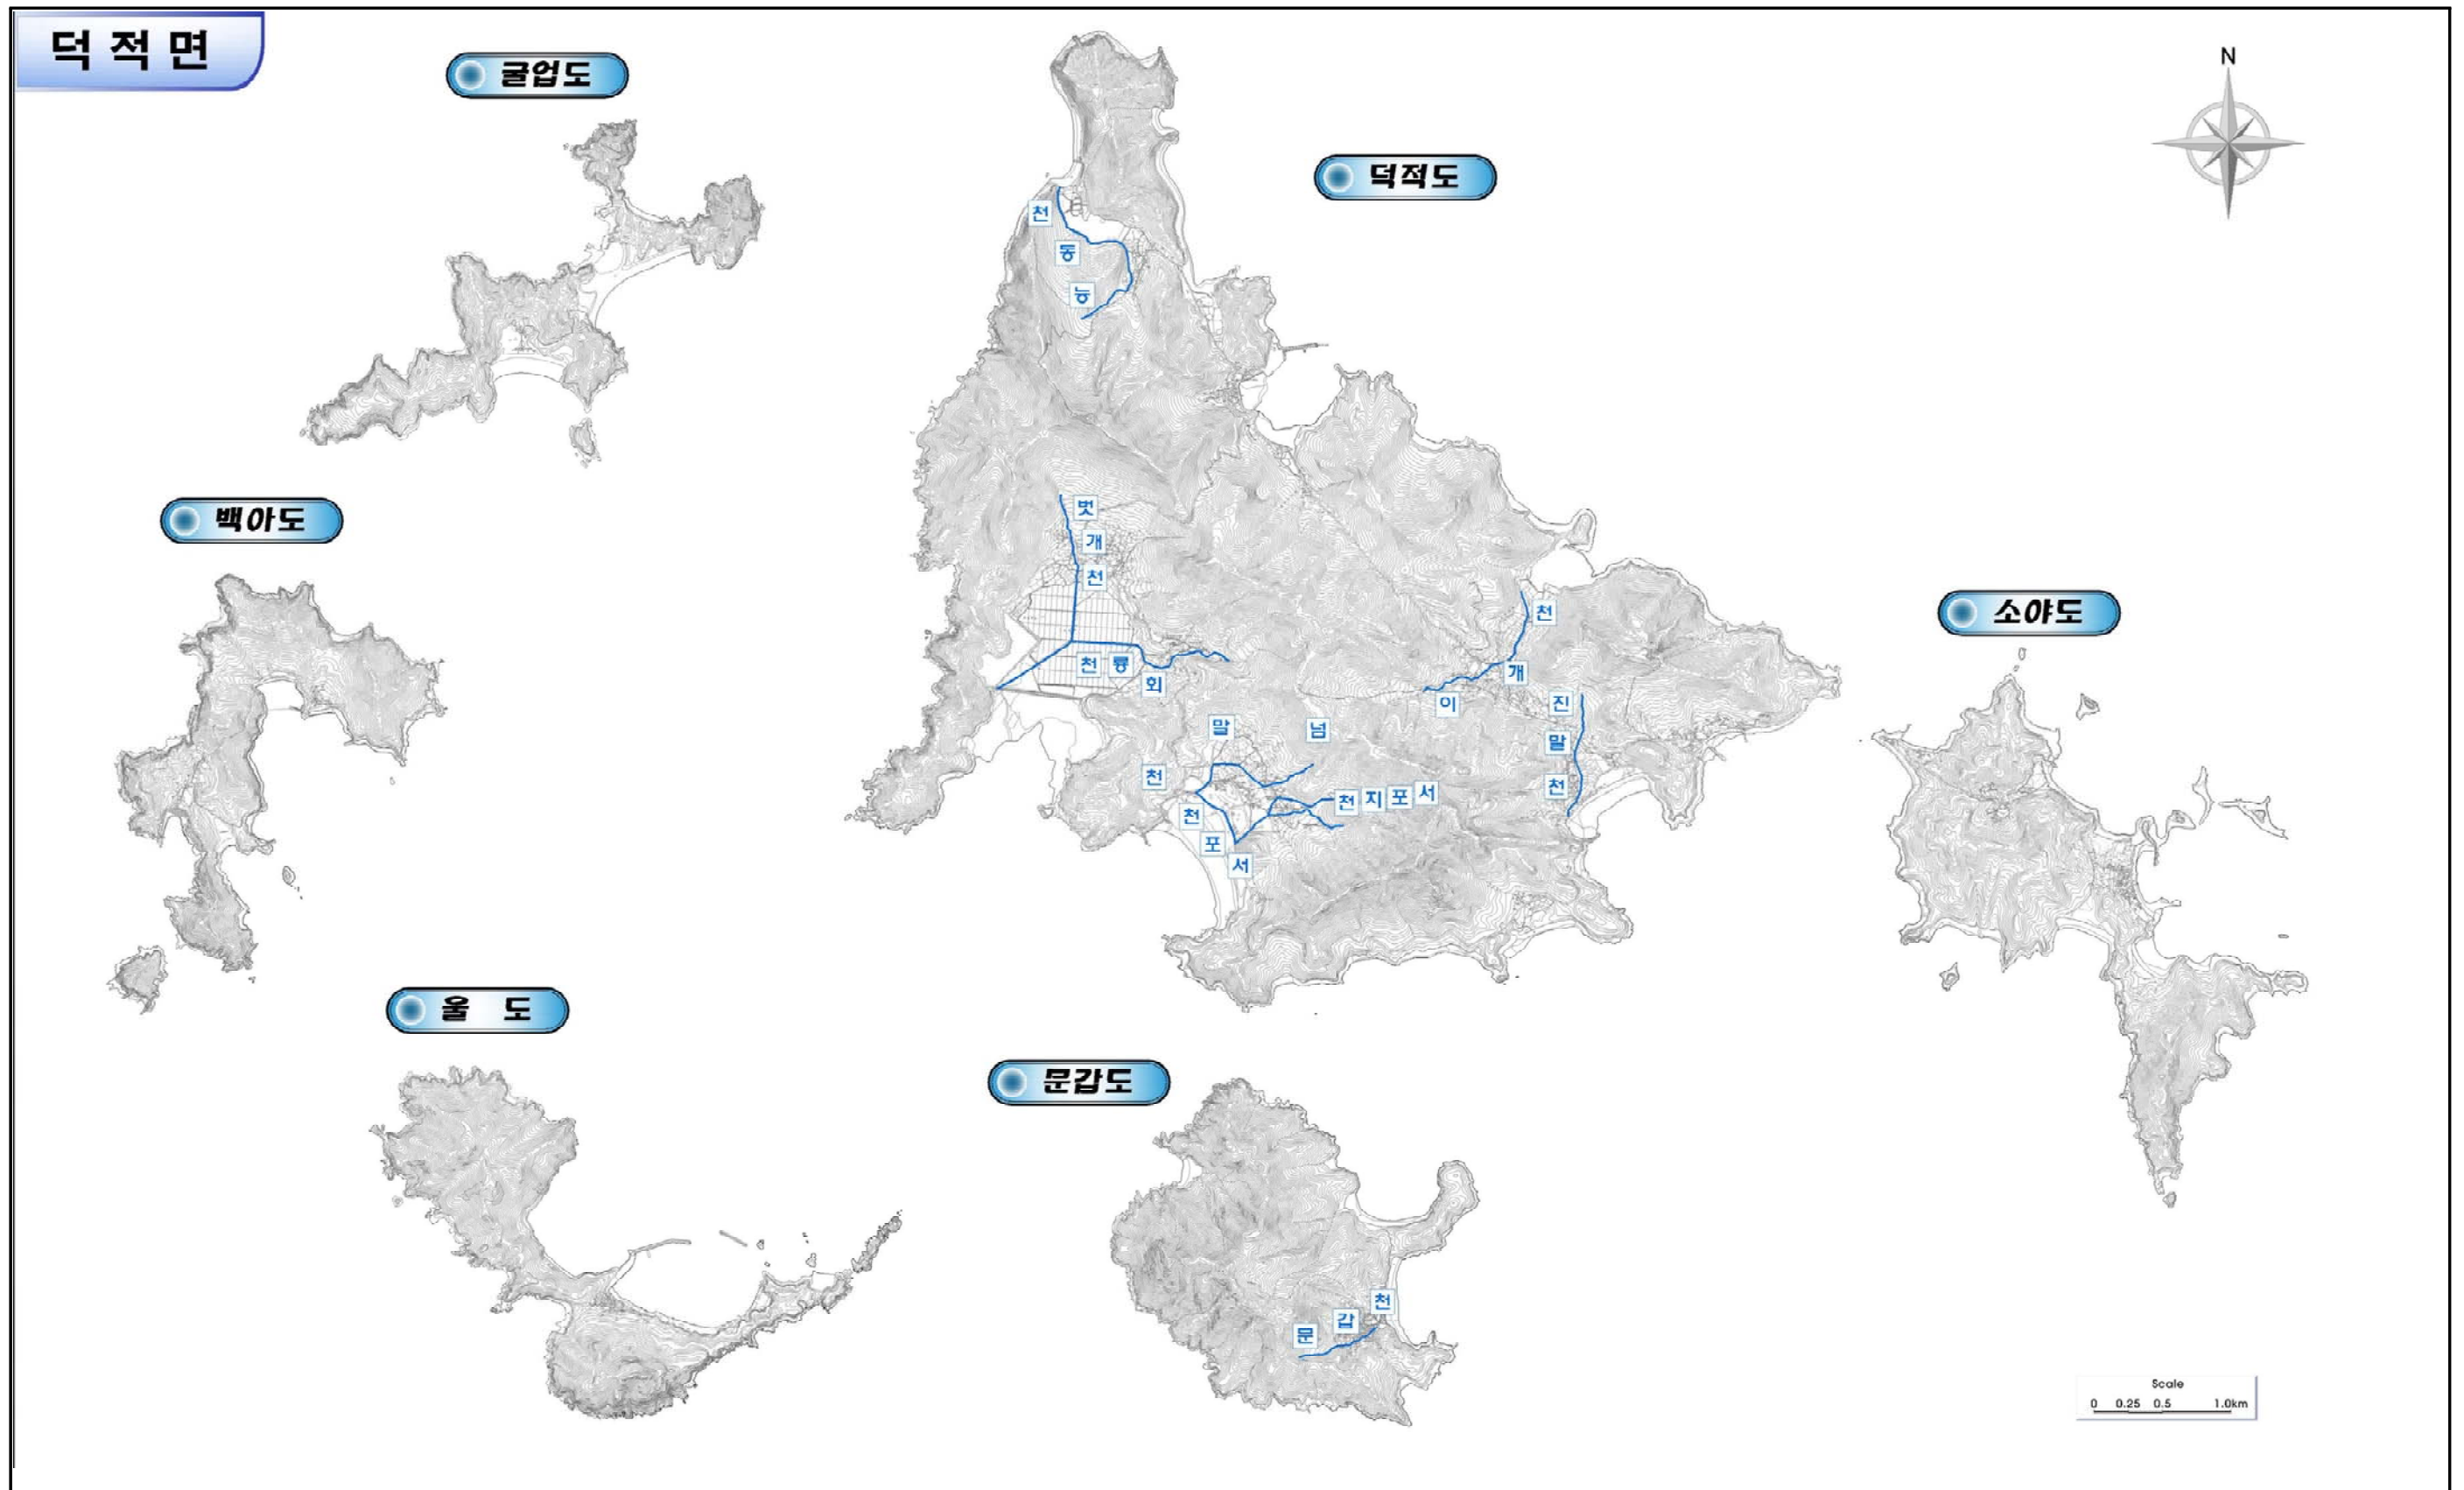 덕적면
굴업도
N
덕적도
천
동
능
벗
개
천
백아도
천
소야도
천 룡
회
개
이
진
말
넘
말
천
천
천 지 포 서
천
포
서
울 도
문갑도
천
갑
문
Scale
0 0.25 0.5 1.0km